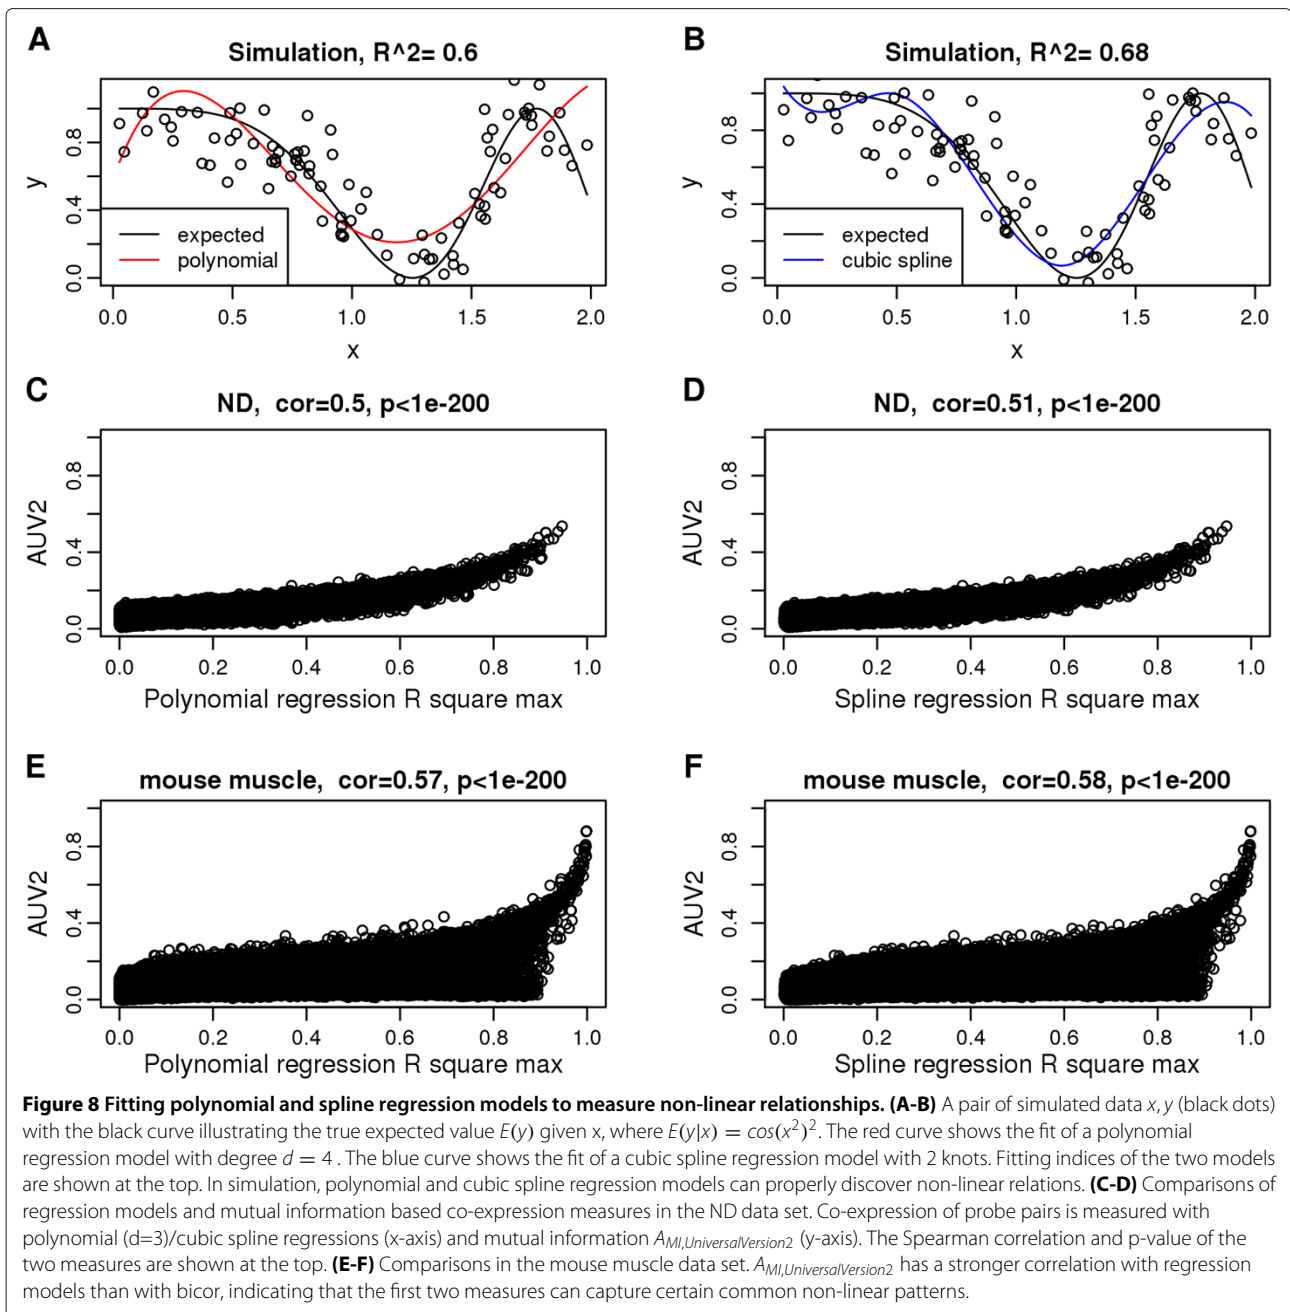 A
Simulation, R^2= 0.6
y
0.0 0.4 0.8
expected
polynomial
0.0 0.5 1.0 1.5 2.0
x
B
Simulation, R^2= 0.68
y
0.0 0.4 0.8
expected
cubic spline
0.0 0.5 1.0 1.5 2.0
x
C
ND, cor=0.5, p<1e-200
AUV2
0.0 0.4 0.8
0.0 0.2 0.4 0.6 0.8 1.0
Polynomial regression R square max
D
ND, cor=0.51, p<1e-200
AUV2
0.0 0.4 0.8
0.0 0.2 0.4 0.6 0.8 1.0
Spline regression R square max
E
mouse muscle, cor=0.57, p<1e-200
AUV2
0.0 0.4 0.8
0.0 0.2 0.4 0.6 0.8 1.0
Polynomial regression R square max
F
mouse muscle, cor=0.58, p<1e-200
AUV2
0.0 0.4 0.8
0.0 0.2 0.4 0.6 0.8 1.0
Spline regression R square max
Figure 8 Fitting polynomial and spline regression models to measure non-linear relationships. (A-B) A pair of simulated data x, y (black dots)
with the black curve illustrating the true expected value E(y) given x, where E(y|x) = cos(x²)². The red curve shows the fit of a polynomial
regression model with degree d = 4 . The blue curve shows the fit of a cubic spline regression model with 2 knots. Fitting indices of the two models
are shown at the top. In simulation, polynomial and cubic spline regression models can properly discover non-linear relations. (C-D) Comparisons of
regression models and mutual information based co-expression measures in the ND data set. Co-expression of probe pairs is measured with
polynomial (d=3)/cubic spline regressions (x-axis) and mutual information A_MI,UniversalVersion2 (y-axis). The Spearman correlation and p-value of the
two measures are shown at the top. (E-F) Comparisons in the mouse muscle data set. A_MI,UniversalVersion2 has a stronger correlation with regression
models than with bicor, indicating that the first two measures can capture certain common non-linear patterns.